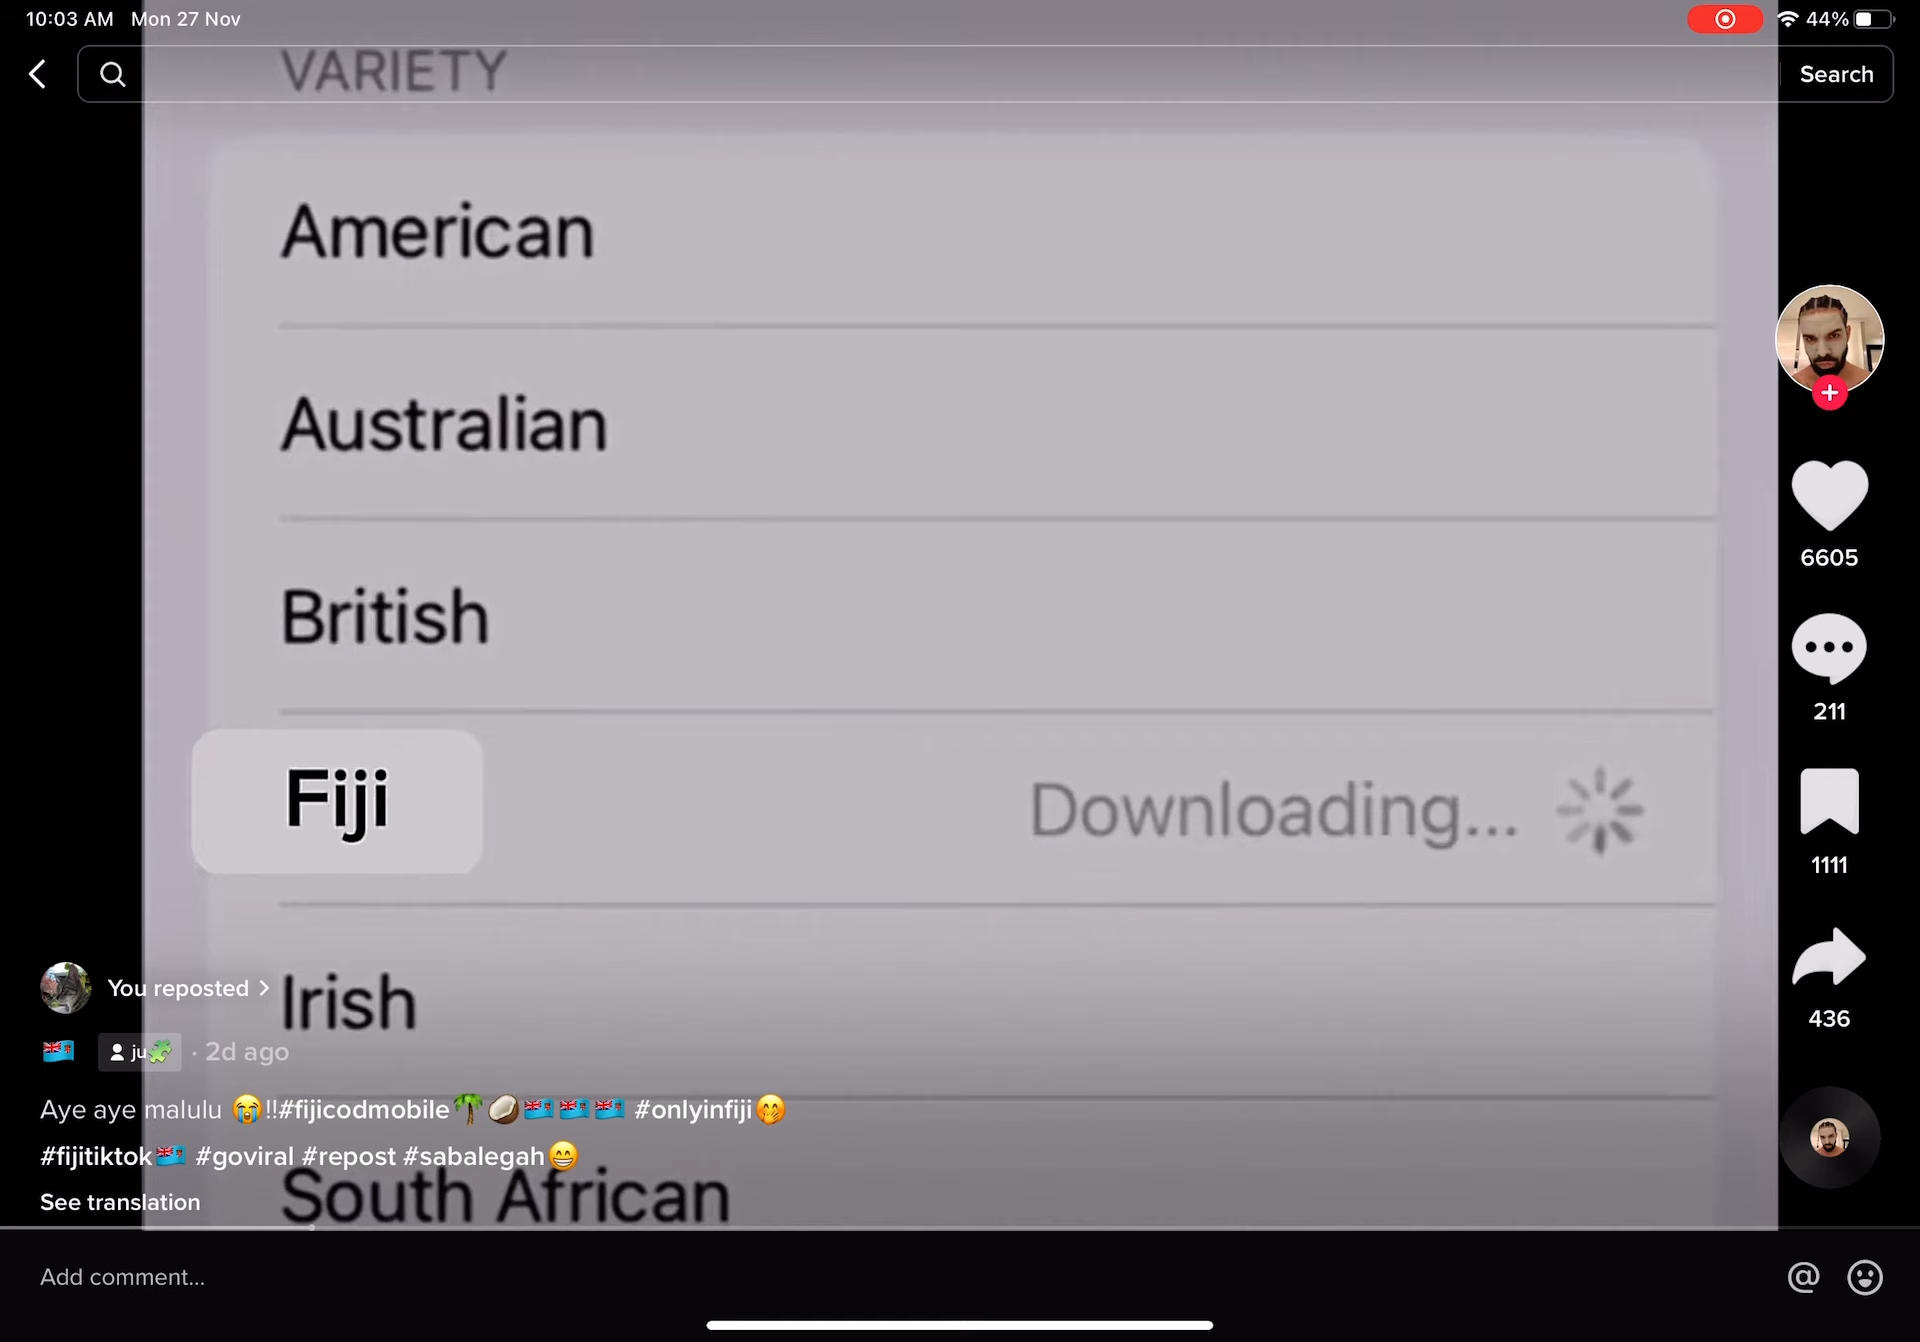 10:03 AM Mon 27 Nov
44%
VARIETY
Search
American
Australian
British
Fiji Downloading...
Irish
South African
6605
211
1111
436
You reposted >
🇫🇯 ju🧩 · 2d ago
Aye aye malulu 😭!!#fijicodmobile🌴🥥🇫🇯🇫🇯🇫🇯 #onlyinfiji🤭
#fijitiktok🇫🇯 #goviral #repost #sabalegah😁
See translation
Add comment...
@